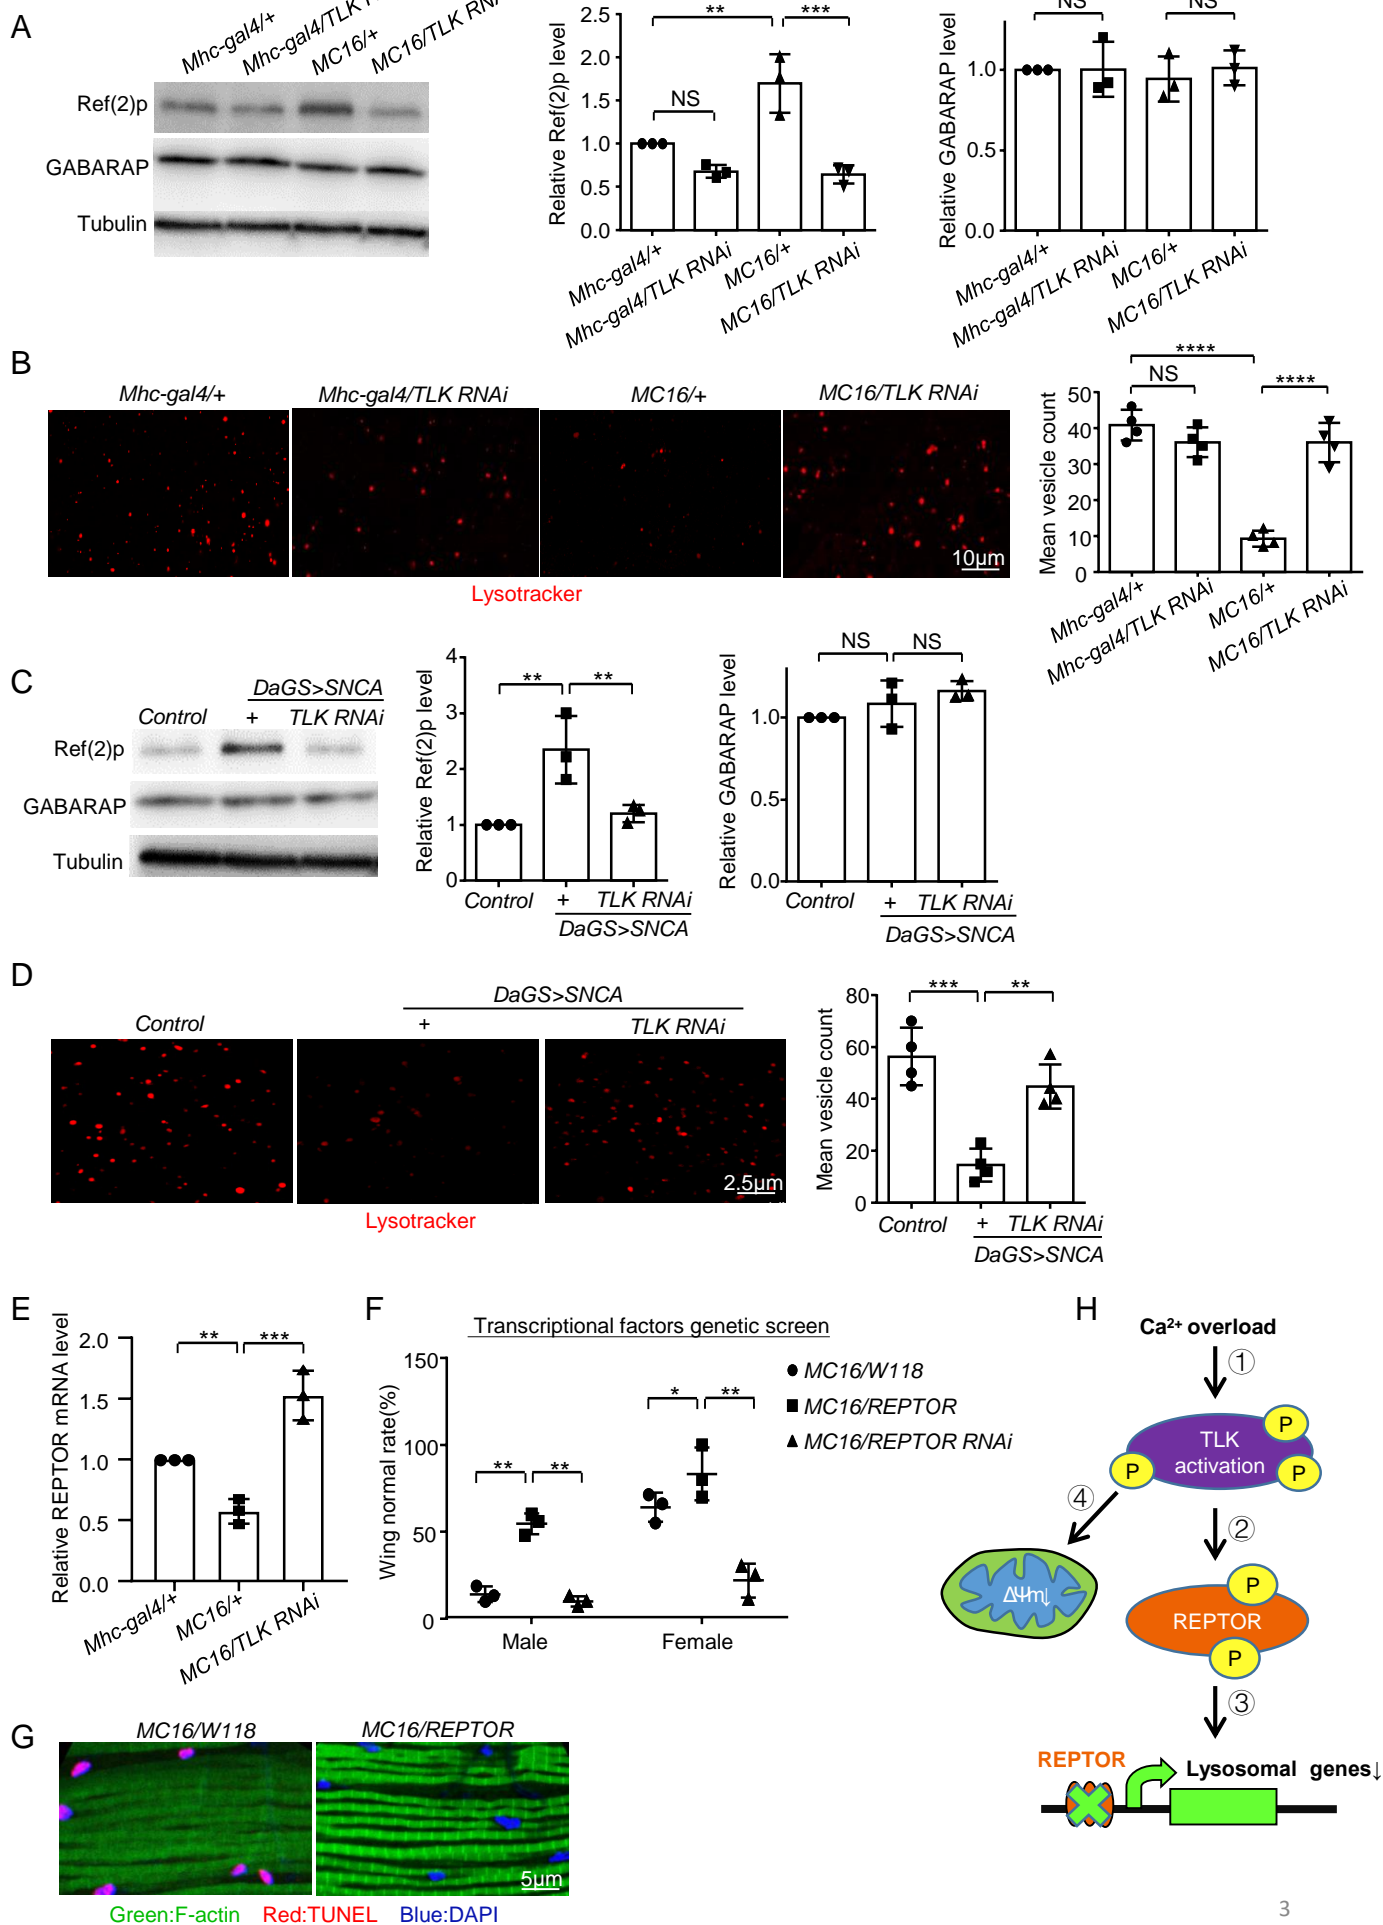 A
Mhc-gal4/+
MC16/+
Ref(2)p
GABARAP
Tubulin
Relative Ref(2)p level
2.5
2.0
1.5
1.0
0.5
0.0
**
***
NS
Mhc-gal4/+
Mhc-gal4/TLK RNAi
MC16/+
MC16/TLK RNAi
Relative GABARAP level
1.0
0.5
0.0
NS
NS
Mhc-gal4/+
Mhc-gal4/TLK RNAi
MC16/+
MC16/TLK RNAi
B
Mhc-gal4/+
Mhc-gal4/TLK RNAi
MC16/+
MC16/TLK RNAi
10μm
Lysotracker
Mean vesicle count
50
40
30
20
10
0
****
NS
****
Mhc-gal4/+
Mhc-gal4/TLK RNAi
MC16/+
MC16/TLK RNAi
C
DaGS>SNCA
Control + TLK RNAi
Ref(2)p
GABARAP
Tubulin
Relative Ref(2)p level
4
3
2
1
0
**
**
Control + TLK RNAi
DaGS>SNCA
Relative GABARAP level
1.0
0.5
0.0
NS
NS
Control + TLK RNAi
DaGS>SNCA
D
DaGS>SNCA
Control + TLK RNAi
2.5μm
Lysotracker
Mean vesicle count
80
60
40
20
0
***
**
Control + TLK RNAi
DaGS>SNCA
E
Relative REPTOR mRNA level
2.0
1.5
1.0
0.5
0.0
**
***
Mhc-gal4/+
MC16/+
MC16/TLK RNAi
F
Transcriptional factors genetic screen
Wing normal rate(%)
150
100
50
0
**
**
*
**
Male
Female
MC16/W118
MC16/REPTOR
MC16/REPTOR RNAi
G
MC16/W118
MC16/REPTOR
5μm
Green:F-actin Red:TUNEL Blue:DAPI
H
Ca²⁺ overload
①
P
TLK
activation
P
P
④
②
ΔΨm↓
P
REPTOR
P
③
REPTOR
Lysosomal genes↓
3